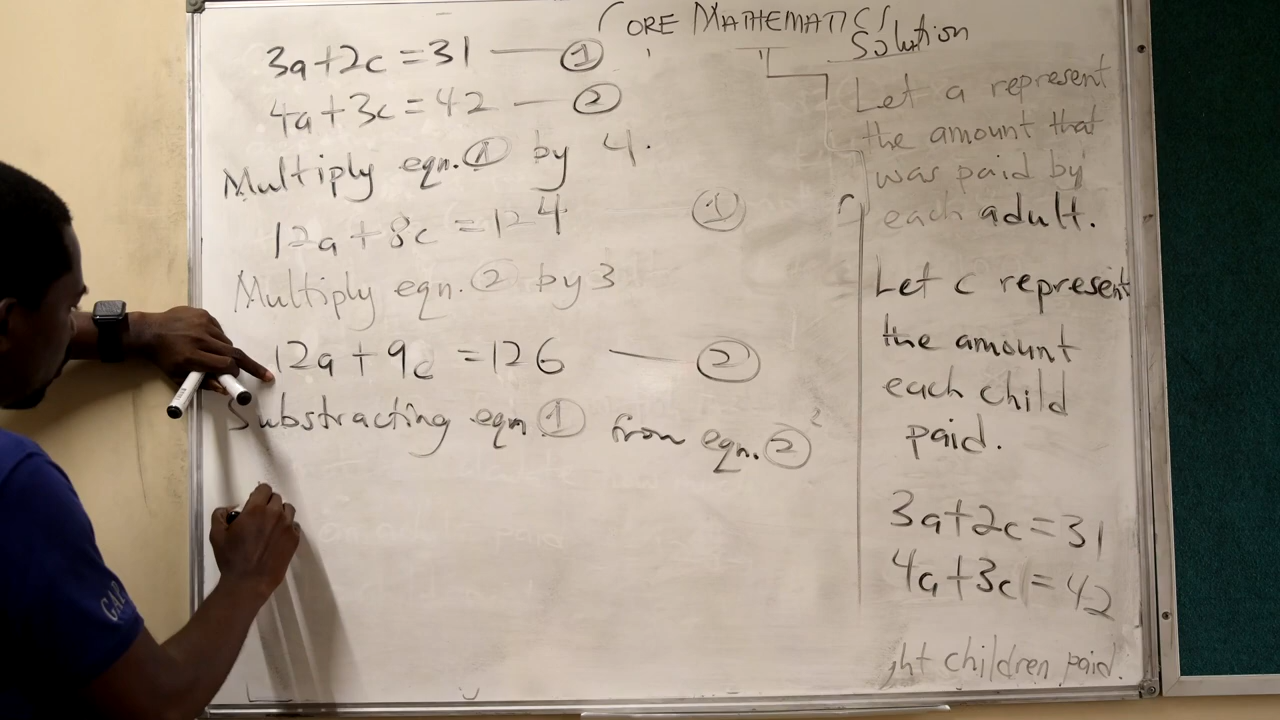 CORE MATHEMATICS
3a+2c=31 — ①
4a+3c=42 — ②
Multiply eqn.① by 4.
12a+8c=124 ①
Multiply eqn.② by 3
12a+9c=126 — ②
Substracting eqn ① from eqn.②
Solution
Let a represent
the amount that
was paid by
each adult.
Let c represent
the amount
each child
paid.
3a+2c=31
4a+3c=42
children paid.
GAP